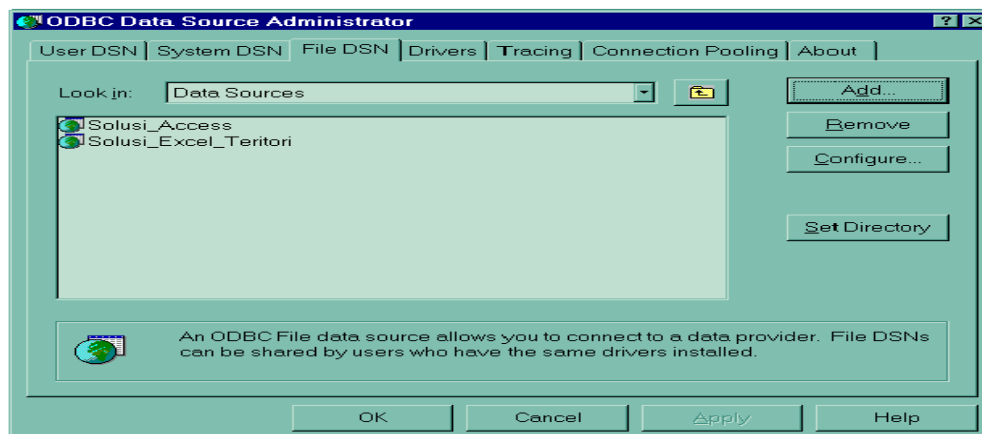 ODBC Data Source Administrator
User DSN System DSN File DSN Drivers Tracing Connection Pooling About
Look in: Data Sources Add...
Solusi_Access
Solusi_Excel_Teritori
Remove
Configure...
Set Directory
An ODBC File data source allows you to connect to a data provider. File DSNs
can be shared by users who have the same drivers installed.
OK Cancel Apply Help